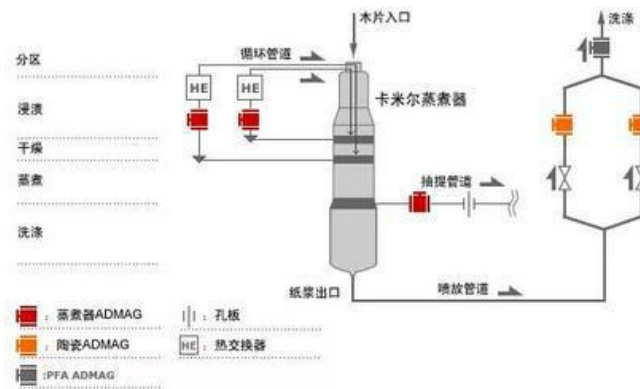 木片入口
洗涤
循环管道
分区
HE
HE
卡米尔蒸煮器
浸渍
干燥
蒸煮
抽提管道
洗涤
纸浆出口
喷放管道
：蒸煮器ADMAG
：孔板
：陶瓷ADMAG
HE ：热交换器
:PFA ADMAG